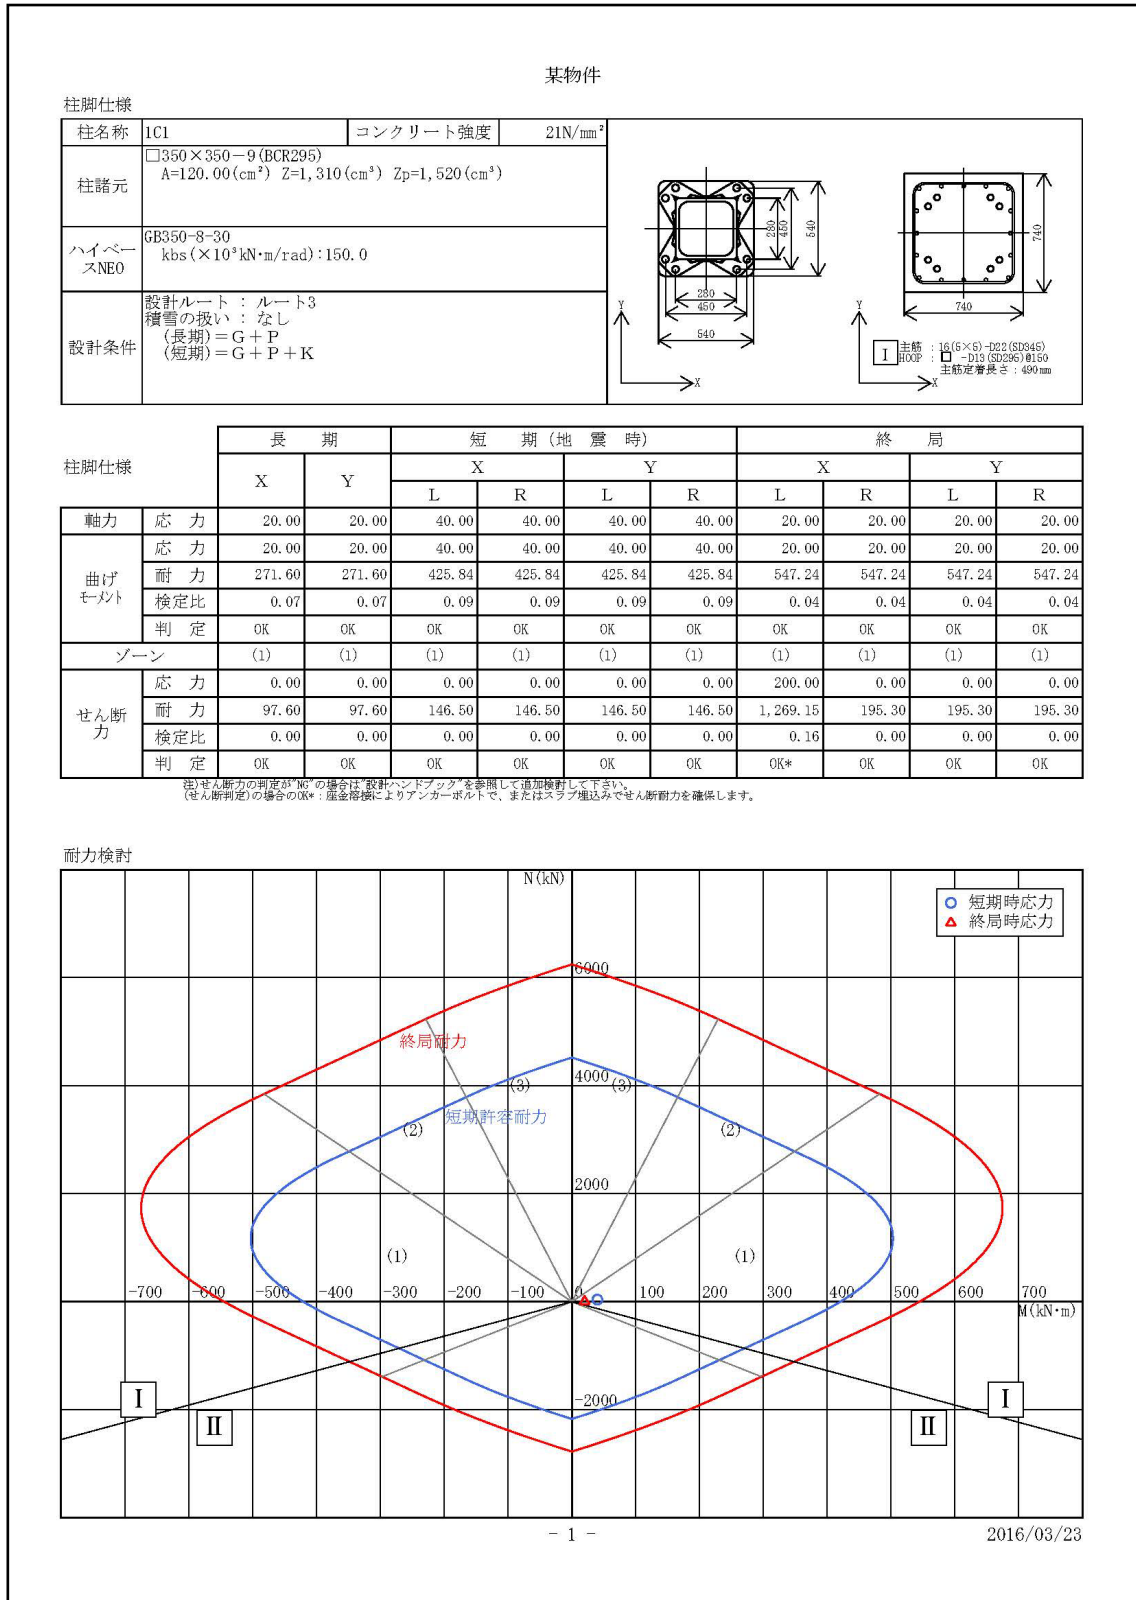 某物件
柱脚仕様
柱名称 1C1 コンクリート強度 21N/mm²
柱諸元 □350×350-9(BCR295)
A=120.00(cm²) Z=1,310(cm³) Zp=1,520(cm³)
ハイベースNEO GB350-8-30
kbs(×10³kN·m/rad):150.0
設計条件 設計ルート : ルート3
積雪の扱い : なし
(長期)=G+P
(短期)=G+P+K
280
450
540
280
450
540
Y
X
740
740
Y
X
I 主筋 : 16(5×5)-D22(SD345)
HOOP : □ -D13(SD295)@150
主筋定着長さ : 490mm
柱脚仕様
長期 短期(地震時) 終局
X Y X Y X Y
L R L R L R L R
軸力 応力 20.00 20.00 40.00 40.00 40.00 40.00 20.00 20.00 20.00 20.00
曲げモーメント 応力 20.00 20.00 40.00 40.00 40.00 40.00 20.00 20.00 20.00 20.00
耐力 271.60 271.60 425.84 425.84 425.84 425.84 547.24 547.24 547.24 547.24
検定比 0.07 0.07 0.09 0.09 0.09 0.09 0.04 0.04 0.04 0.04
判定 OK OK OK OK OK OK OK OK OK OK
ゾーン (1) (1) (1) (1) (1) (1) (1) (1) (1) (1)
せん断力 応力 0.00 0.00 0.00 0.00 0.00 0.00 200.00 0.00 0.00 0.00
耐力 97.60 97.60 146.50 146.50 146.50 146.50 1,269.15 195.30 195.30 195.30
検定比 0.00 0.00 0.00 0.00 0.00 0.00 0.16 0.00 0.00 0.00
判定 OK OK OK OK OK OK OK* OK OK OK
注)せん断力の判定が"NG"の場合は"設計ハンドブック"を参照して追加検討して下さい。
(せん断判定)の場合のOK* : 座金溶接によりアンカーボルトで、またはスラブ埋込みでせん断耐力を確保します。
耐力検討
N(kN)
短期時応力
終局時応力
6000
終局耐力
4000
(3) (3)
短期許容耐力
(2) (2)
2000
(1) (1)
-700 -600 -500 -400 -300 -200 -100 0 100 200 300 400 500 600 700
M(kN·m)
-2000
I I
II II
- 1 -
2016/03/23